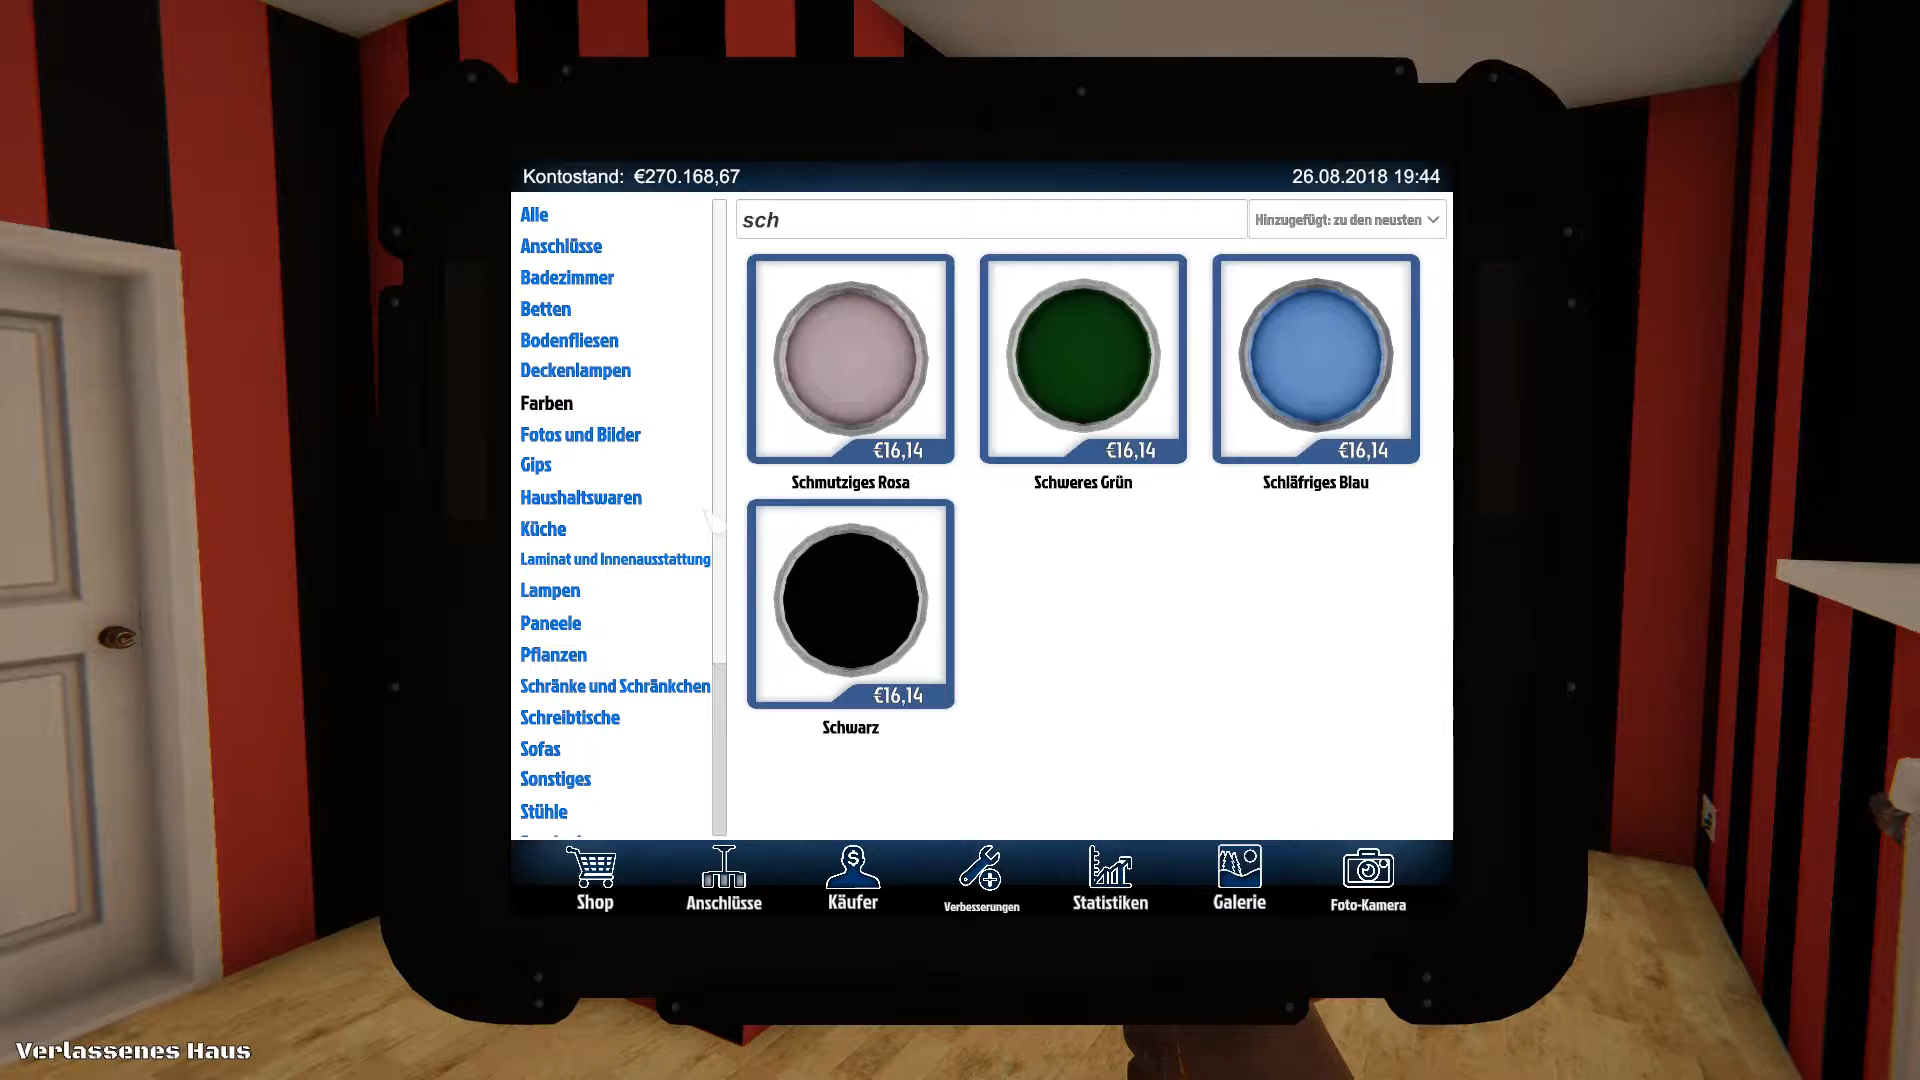 Kontostand: €270.168,67
26.08.2018 19:44
Alle
Anschlüsse
Badezimmer
Betten
Bodenfliesen
Deckenlampen
Farben
Fotos und Bilder
Gips
Haushaltswaren
Küche
Laminat und Innenausstattung
Lampen
Paneele
Pflanzen
Schränke und Schränkchen
Schreibtische
Sofas
Sonstiges
Stühle
sch
Hinzugefügt: zu den neusten
€16,14
€16,14
€16,14
Schmutziges Rosa
Schweres Grün
Schläfriges Blau
€16,14
Schwarz
Shop
Anschlüsse
Käufer
Verbesserungen
Statistiken
Galerie
Foto-Kamera
Verlassenes Haus